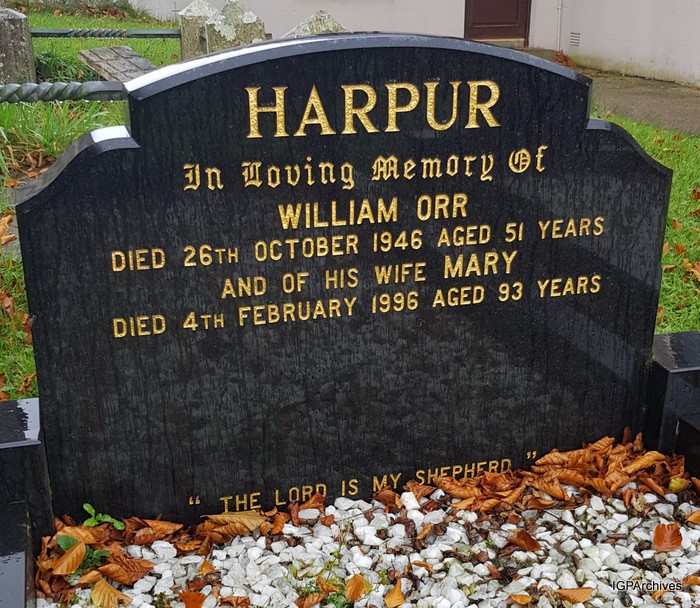 HARPUR
In Loving Memory Of
WILLIAM ORR
DIED 26TH OCTOBER 1946 AGED 51 YEARS
AND OF HIS WIFE MARY
DIED 4TH FEBRUARY 1996 AGED 93 YEARS
" THE LORD IS MY SHEPHERD "
IGPArchives